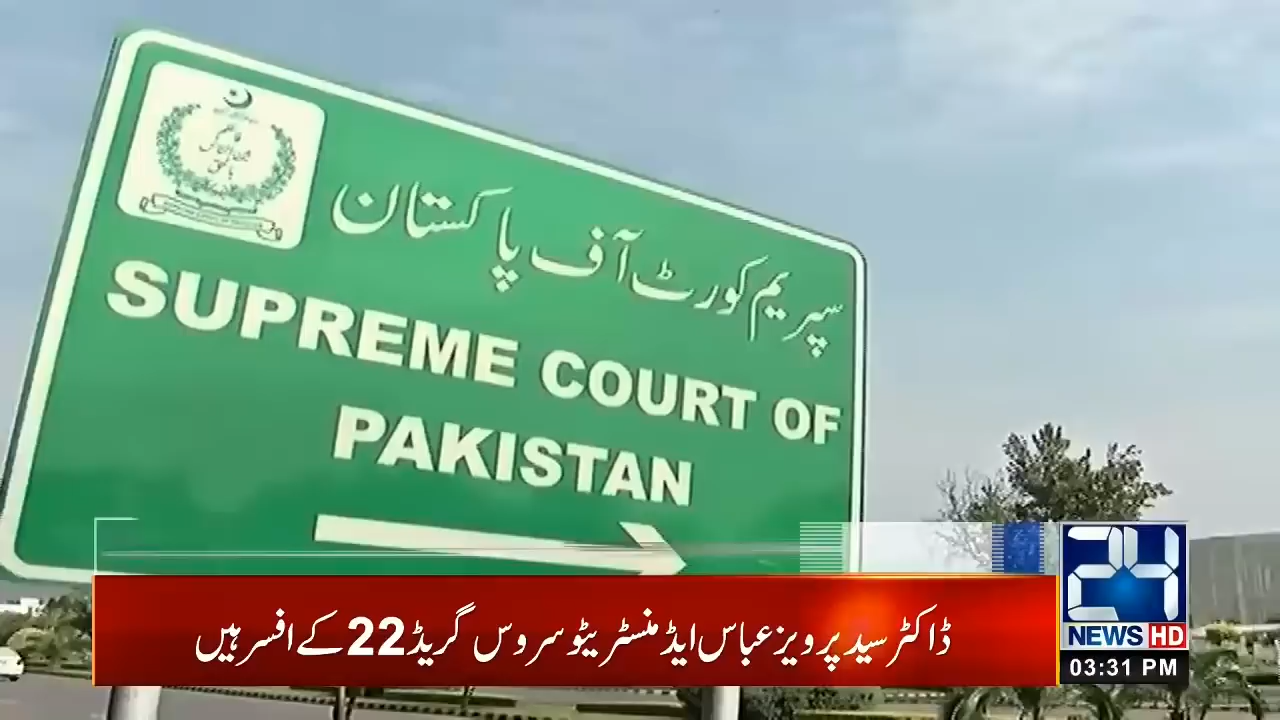 سپریم کورٹ آف پاکستان
SUPREME COURT OF
PAKISTAN
ڈاکٹر سید پرویز عباس ایڈمنسٹریٹو سروس گریڈ 22 کے افسر ہیں
24
NEWS HD
03:31 PM